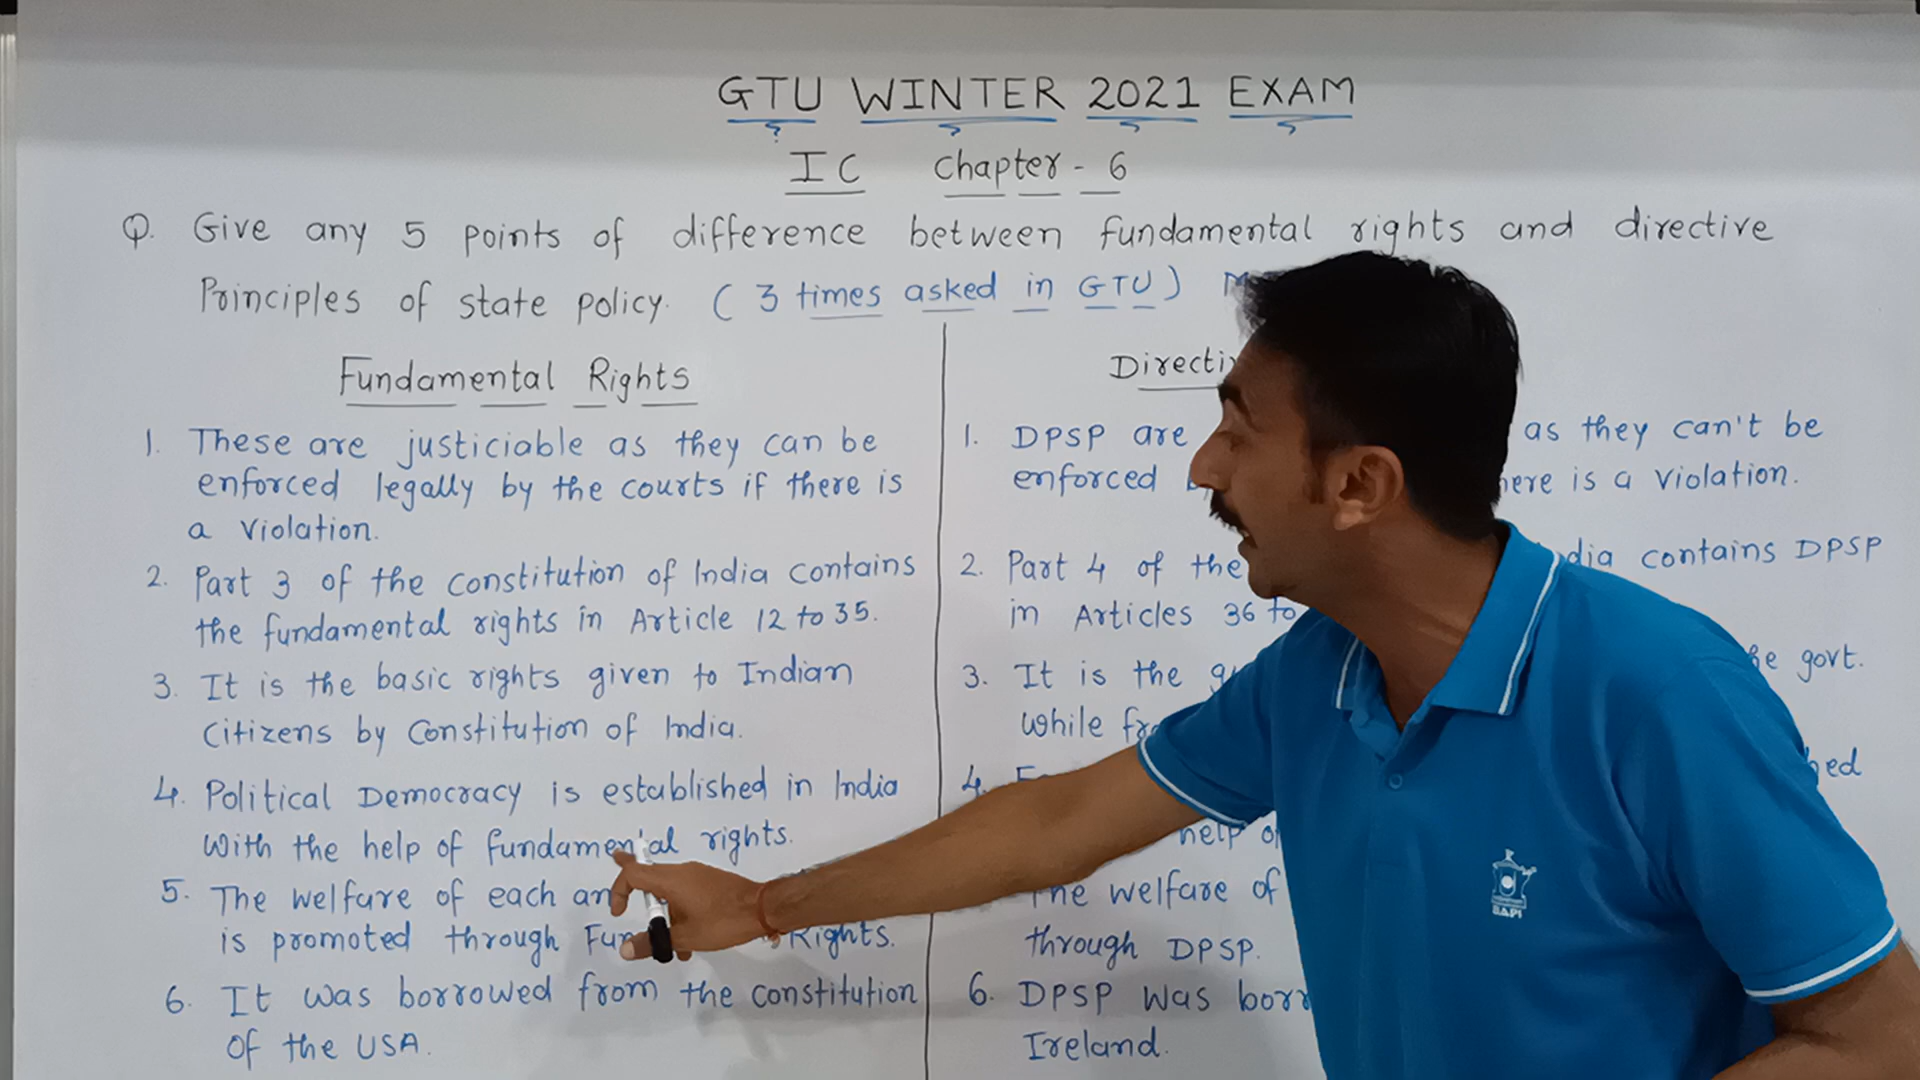 GTU WINTER 2021 EXAM
IC Chapter - 6
Q. Give any 5 points of difference between fundamental rights and directive
Principles of state policy. (3 times asked in GTU)
Fundamental Rights
1. These are justiciable as they can be
enforced legally by the courts if there is
a violation.
2. Part 3 of the constitution of India contains
the fundamental rights in Article 12 to 35.
3. It is the basic rights given to Indian
Citizens by Constitution of India.
4. Political Democracy is established in India
With the help of fundamental rights.
5. The welfare of each
is promoted through Rights.
6. It was borrowed from the constitution
of the USA.
1. DPSP are as they can't be
enforced there is a violation.
2. Part 4 of the contains DPSP
in Articles 36 to
3. It is the govt.
while
4.
help of
The welfare of
through DPSP.
6. DPSP was
Ireland.
BAPI